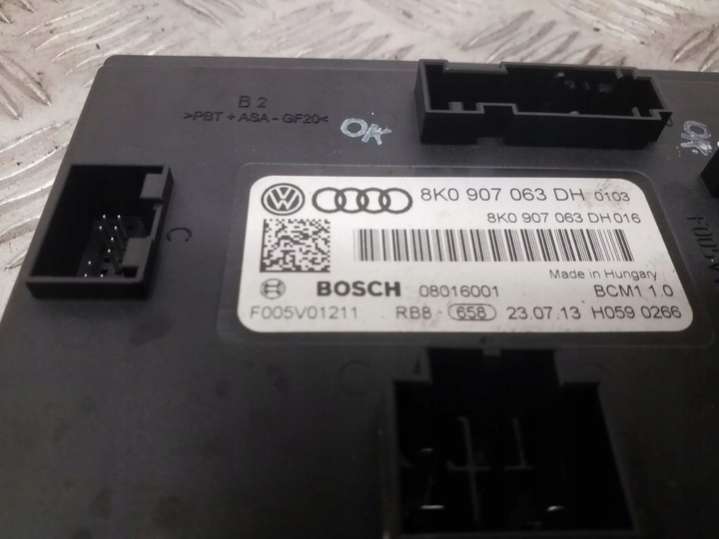 B 2
>PBT + ASA - GF20<
OK
OK
C
8K0 907 063 DH 0103
8K0 907 063 DH 016
Made in Hungary
BOSCH 08016001 BCM1 1.0
F005V01211 RB8- 658 23.07.13 H059 0266